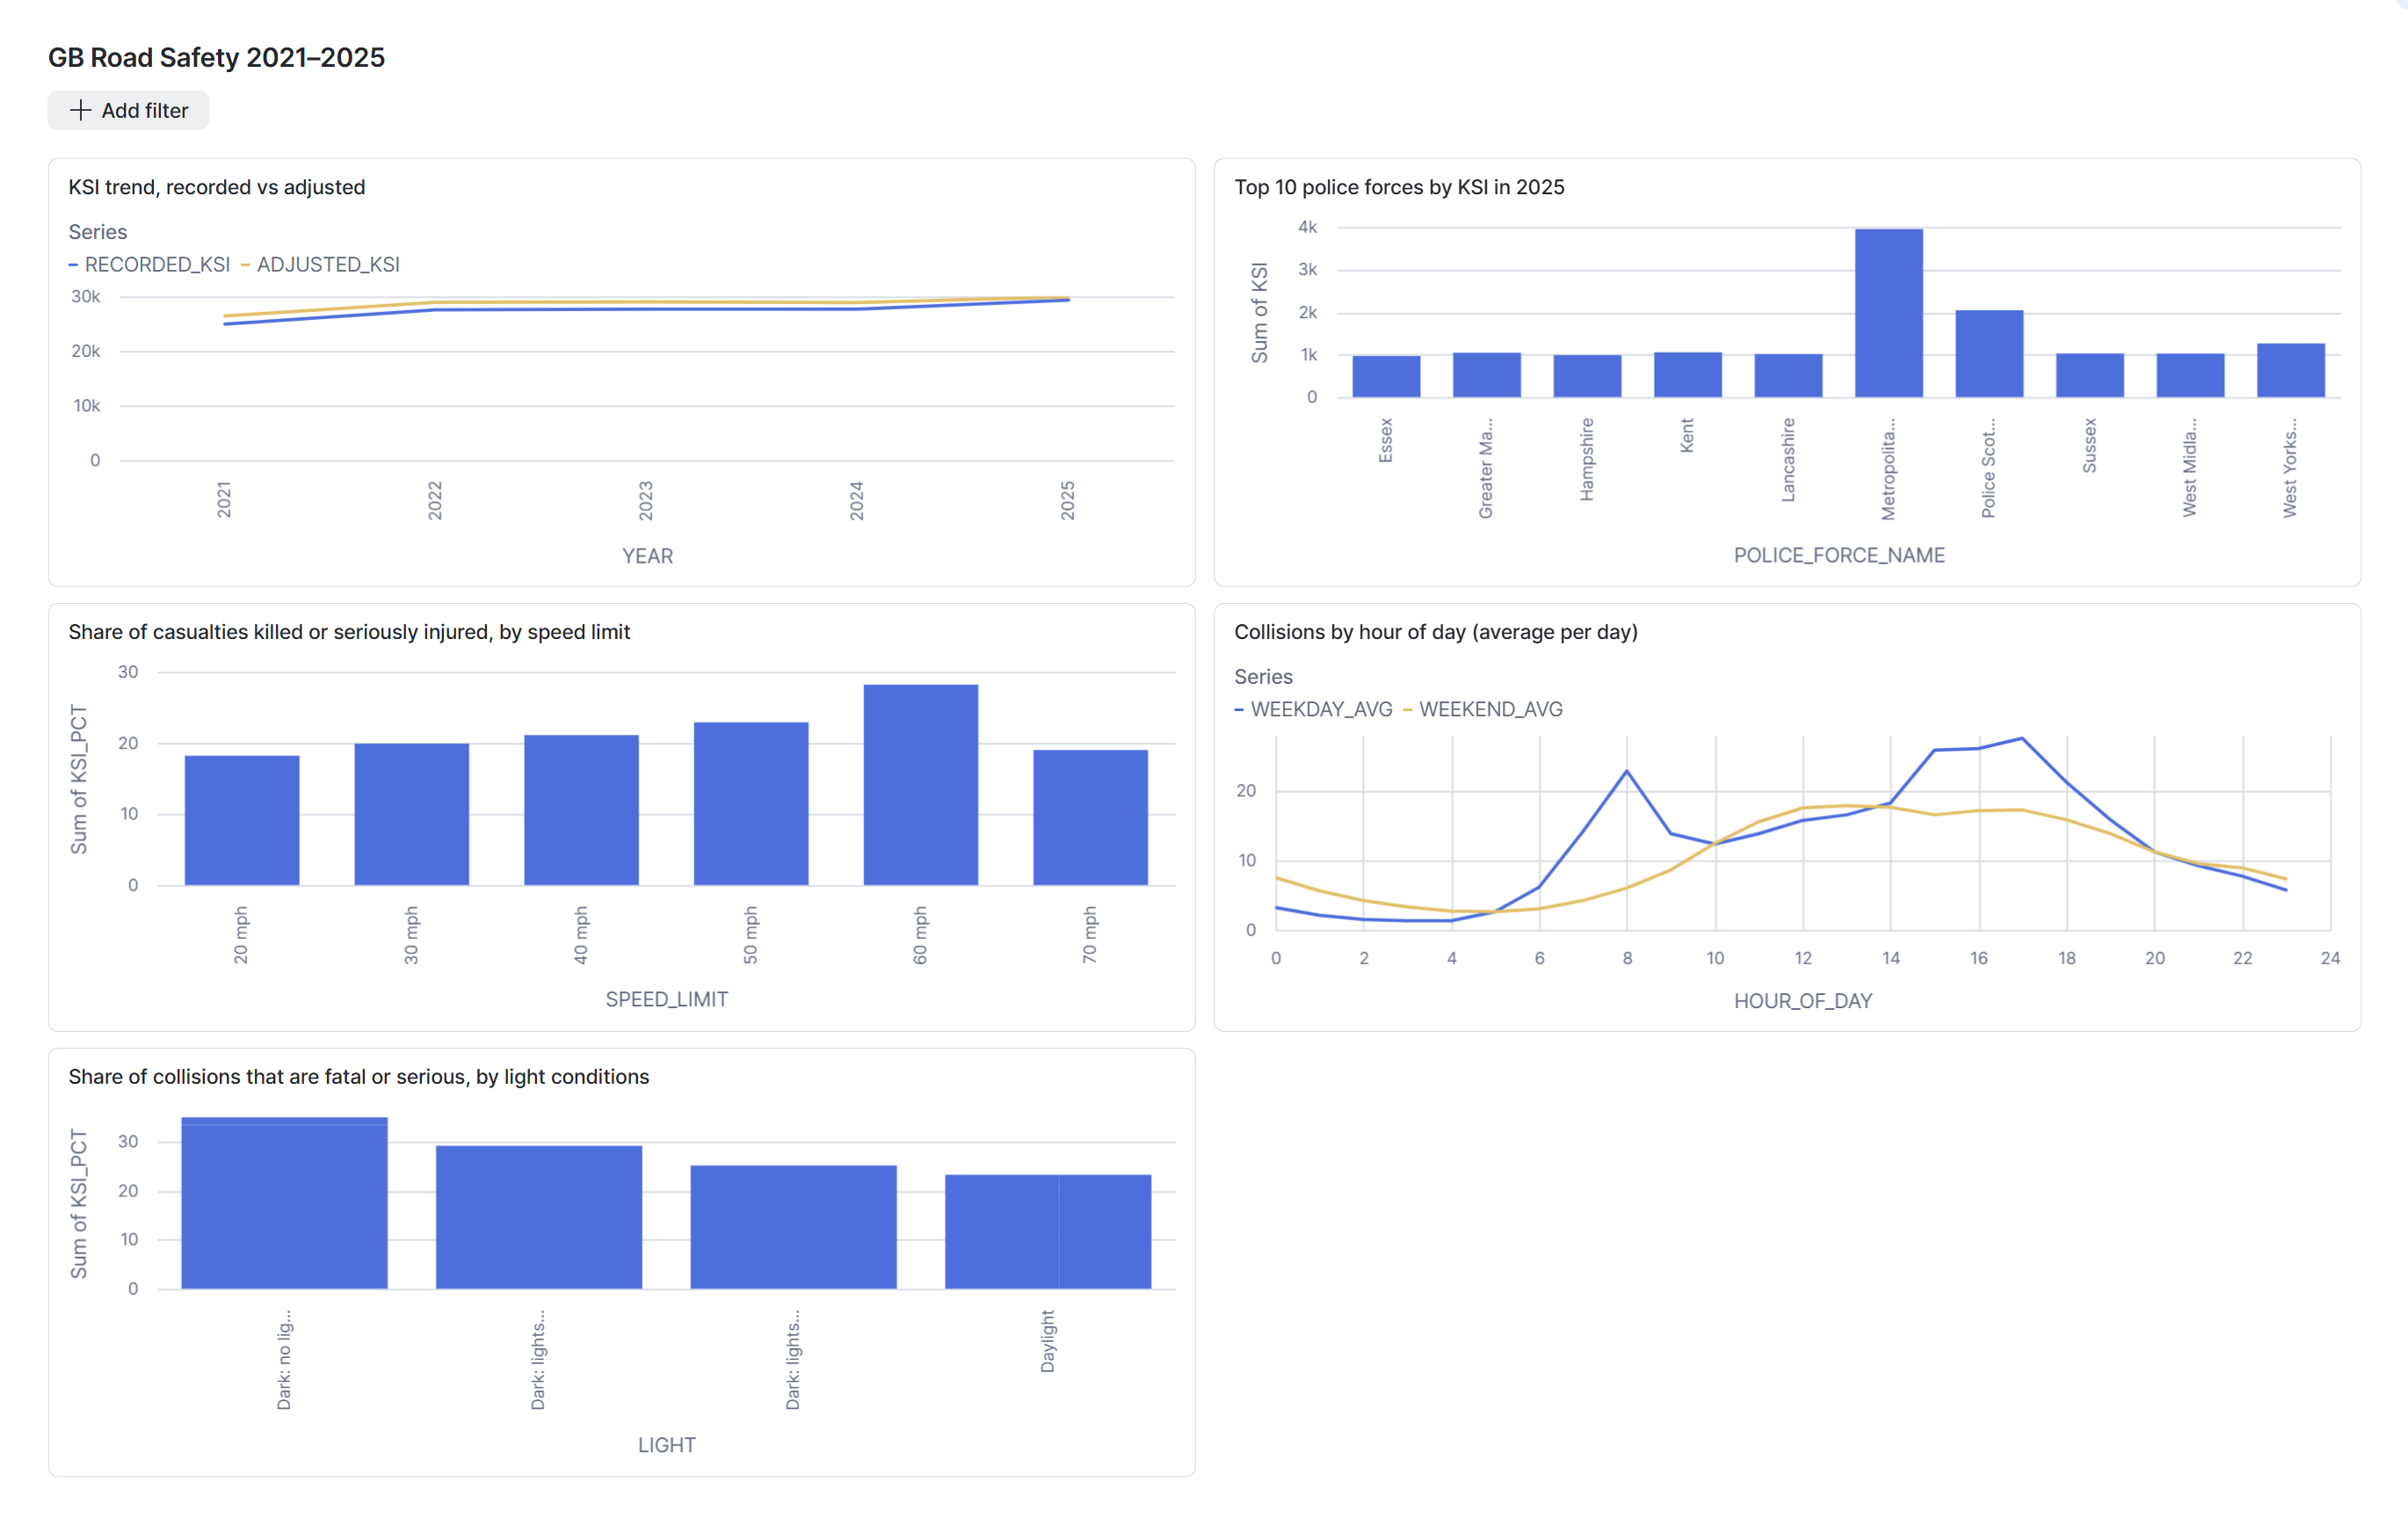 GB Road Safety 2021–2025
Add filter
KSI trend, recorded vs adjusted
Series
RECORDED_KSI ADJUSTED_KSI
30k
20k
10k
0
2021 2022 2023 2024 2025
YEAR
Top 10 police forces by KSI in 2025
Sum of KSI
4k
3k
2k
1k
0
Essex Greater Ma... Hampshire Kent Lancashire Metropolita... Police Scot... Sussex West Midla... West Yorks...
POLICE_FORCE_NAME
Share of casualties killed or seriously injured, by speed limit
Sum of KSI_PCT
30
20
10
0
20 mph 30 mph 40 mph 50 mph 60 mph 70 mph
SPEED_LIMIT
Collisions by hour of day (average per day)
Series
WEEKDAY_AVG WEEKEND_AVG
20
10
0
0 2 4 6 8 10 12 14 16 18 20 22 24
HOUR_OF_DAY
Share of collisions that are fatal or serious, by light conditions
Sum of KSI_PCT
30
20
10
0
Dark: no lig... Dark: lights... Dark: lights... Daylight
LIGHT